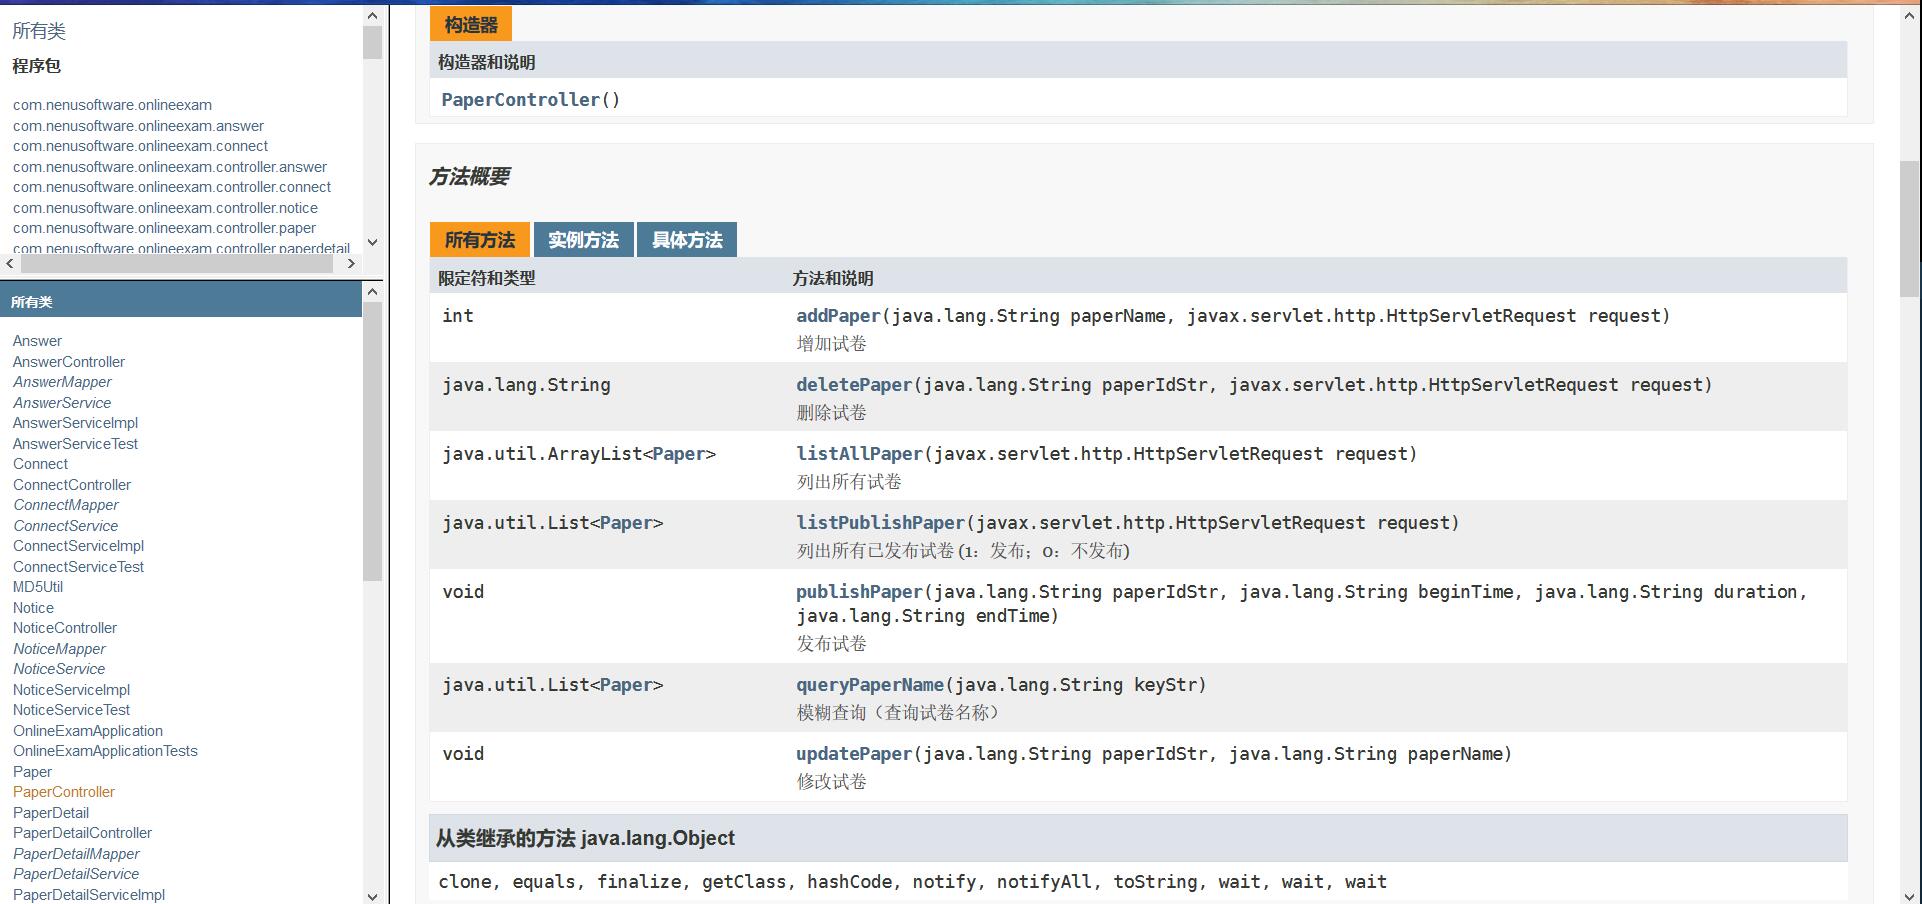 所有类
程序包
com.nenusoftware.onlineexam
com.nenusoftware.onlineexam.answer
com.nenusoftware.onlineexam.connect
com.nenusoftware.onlineexam.controller.answer
com.nenusoftware.onlineexam.controller.connect
com.nenusoftware.onlineexam.controller.notice
com.nenusoftware.onlineexam.controller.paper
com.nenusoftware.onlineexam.controller.paperdetail
所有类
Answer
AnswerController
AnswerMapper
AnswerService
AnswerServiceImpl
AnswerServiceTest
Connect
ConnectController
ConnectMapper
ConnectService
ConnectServiceImpl
ConnectServiceTest
MD5Util
Notice
NoticeController
NoticeMapper
NoticeService
NoticeServiceImpl
NoticeServiceTest
OnlineExamApplication
OnlineExamApplicationTests
Paper
PaperController
PaperDetail
PaperDetailController
PaperDetailMapper
PaperDetailService
PaperDetailServiceImpl
构造器
构造器和说明
PaperController()
方法概要
所有方法 实例方法 具体方法
限定符和类型 方法和说明
int addPaper(java.lang.String paperName, javax.servlet.http.HttpServletRequest request)
增加试卷
java.lang.String deletePaper(java.lang.String paperIdStr, javax.servlet.http.HttpServletRequest request)
删除试卷
java.util.ArrayList<Paper> listAllPaper(javax.servlet.http.HttpServletRequest request)
列出所有试卷
java.util.List<Paper> listPublishPaper(javax.servlet.http.HttpServletRequest request)
列出所有已发布试卷 (1：发布；0：不发布)
void publishPaper(java.lang.String paperIdStr, java.lang.String beginTime, java.lang.String duration,
java.lang.String endTime)
发布试卷
java.util.List<Paper> queryPaperName(java.lang.String keyStr)
模糊查询（查询试卷名称）
void updatePaper(java.lang.String paperIdStr, java.lang.String paperName)
修改试卷
从类继承的方法 java.lang.Object
clone, equals, finalize, getClass, hashCode, notify, notifyAll, toString, wait, wait, wait